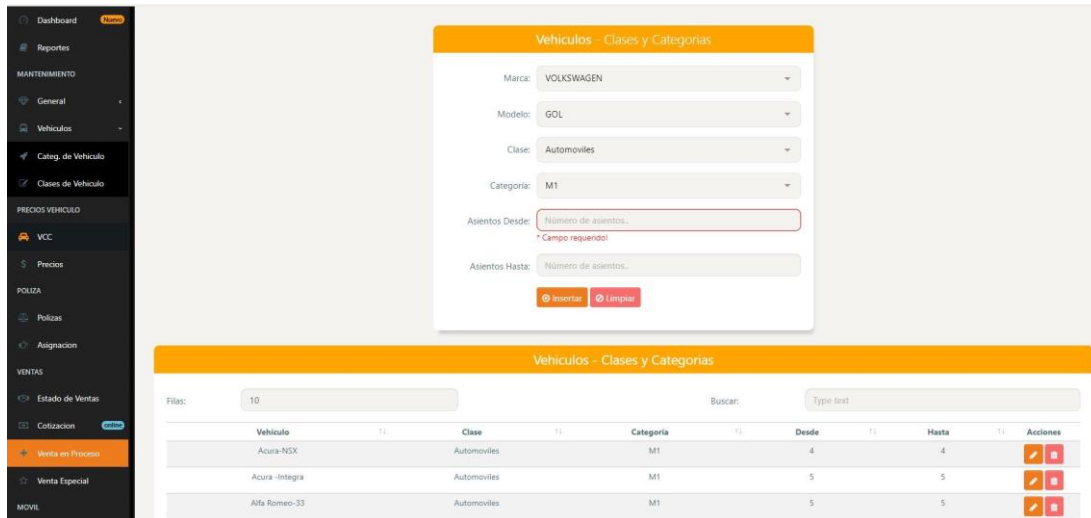 Dashboard Nuevo
Reportes
MANTENIMIENTO
General
Vehiculos
Categ. de Vehiculo
Clases de Vehiculo
PRECIOS VEHICULO
VCC
Precios
POLIZA
Polizas
Asignacion
VENTAS
Estado de Ventas
Cotizacion online
Venta en Proceso
Venta Especial
MOVIL
Vehiculos - Clases y Categorias
Marca: VOLKSWAGEN
Modelo: GOL
Clase: Automoviles
Categoría: M1
Asientos Desde: Número de asientos..
* Campo requerido!
Asientos Hasta: Número de asientos..
Insertar Limpiar
Vehiculos - Clases y Categorias
Filas: 10 Buscar: Type text
Vehiculo Clase Categoría Desde Hasta Acciones
Acura-NSX Automoviles M1 4 4
Acura -Integra Automoviles M1 5 5
Alfa Romeo-33 Automoviles M1 5 5